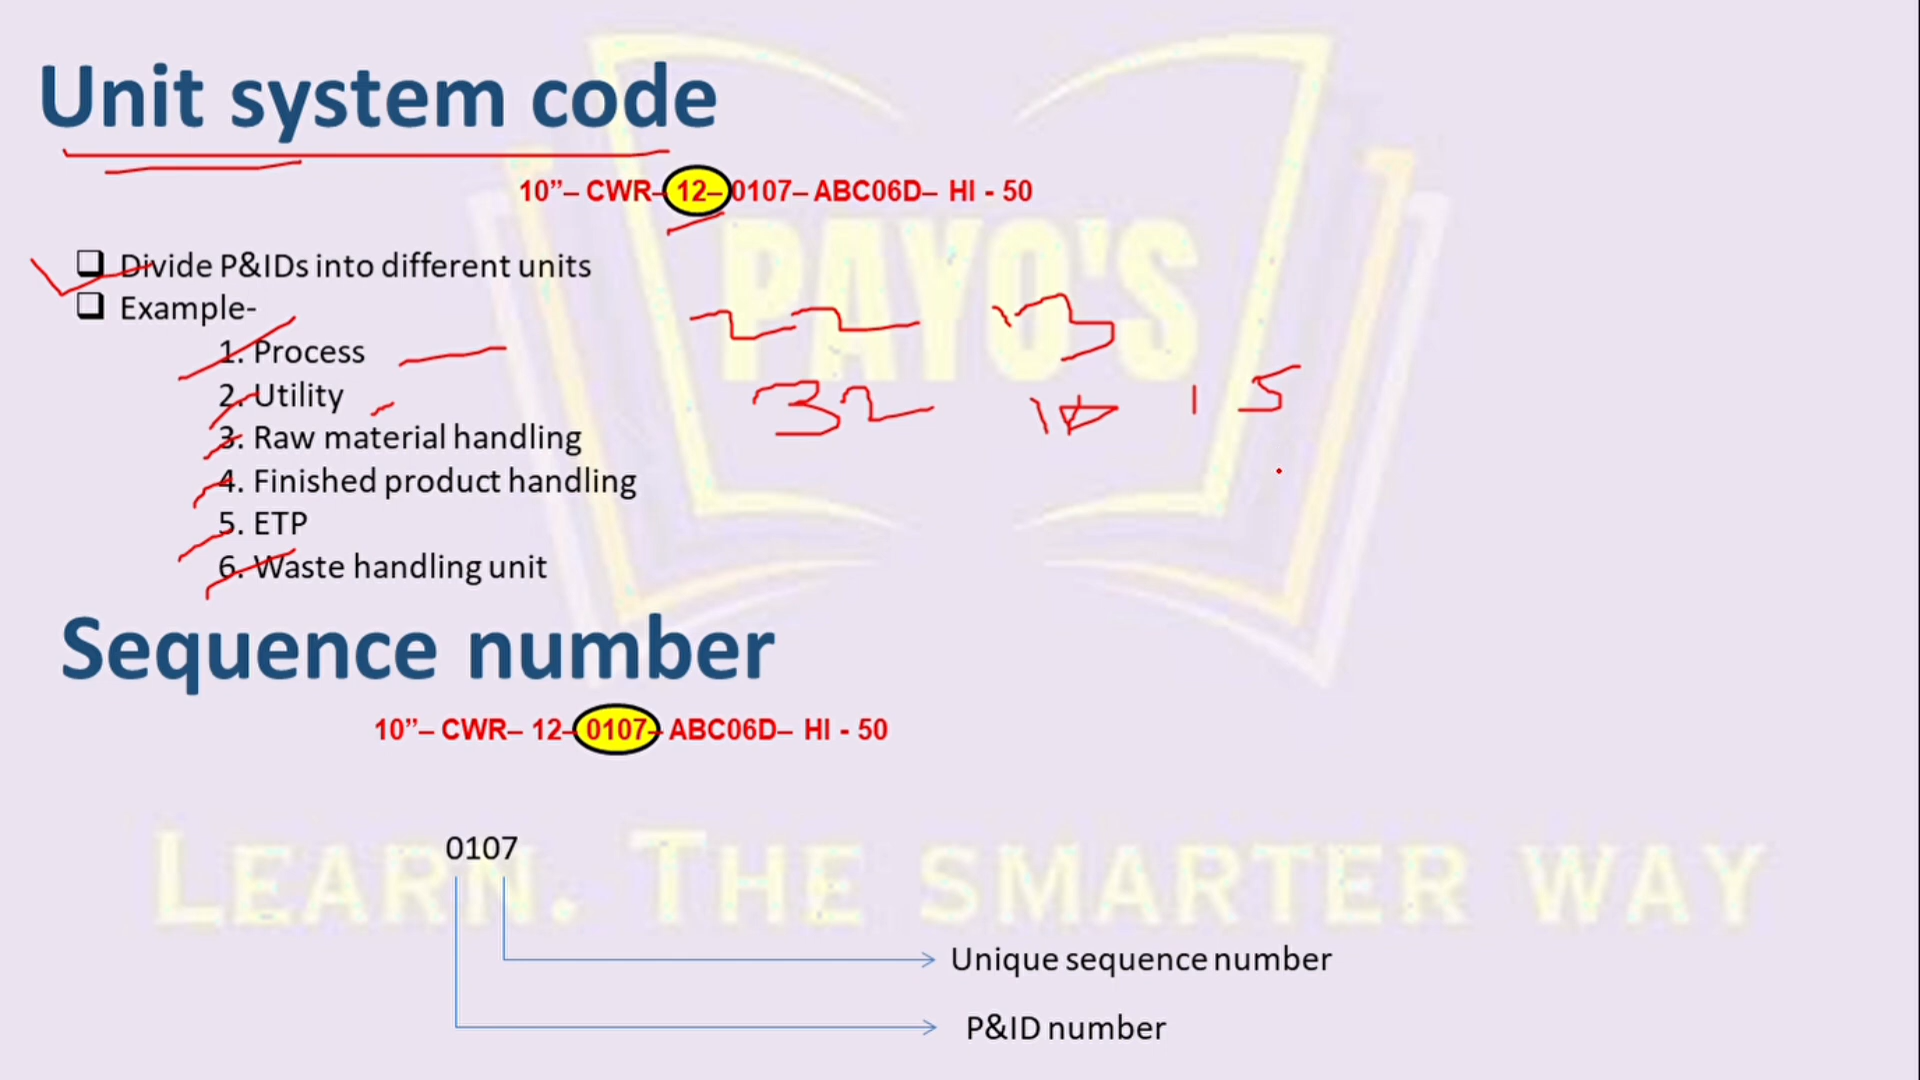 Unit system code
10”– CWR– 12– 0107– ABC06D– HI - 50
Divide P&IDs into different units
Example-
1. Process
2. Utility
3. Raw material handling
4. Finished product handling
5. ETP
6. Waste handling unit
32
15
PAYO'S
Sequence number
10”– CWR– 12– 0107– ABC06D– HI - 50
0107
LEARN. THE SMARTER WAY
Unique sequence number
P&ID number